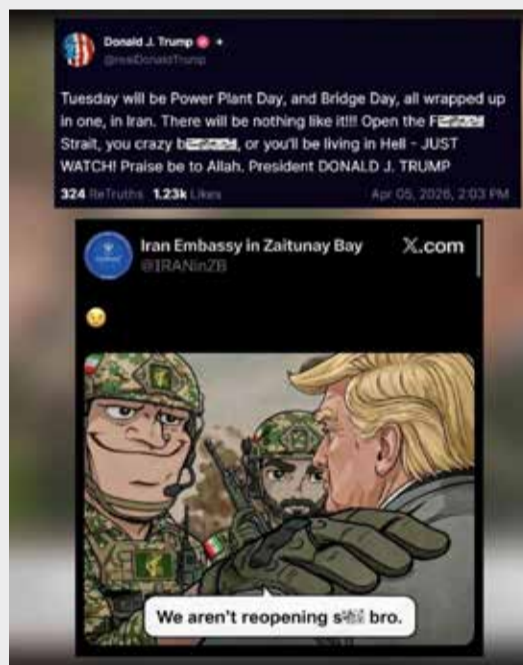 Donald J. Trump
@realDonaldTrump
Tuesday will be Power Plant Day, and Bridge Day, all wrapped up
in one, in Iran. There will be nothing like it!!! Open the F
Strait, you crazy b, or you'll be living in Hell - JUST
WATCH! Praise be to Allah. President DONALD J. TRUMP
324 ReTruths 1.23k Likes
Apr 05, 2026, 2:03 PM
Iran Embassy in Zaitunay Bay
X.com
@IRANinZB
We aren't reopening s bro.